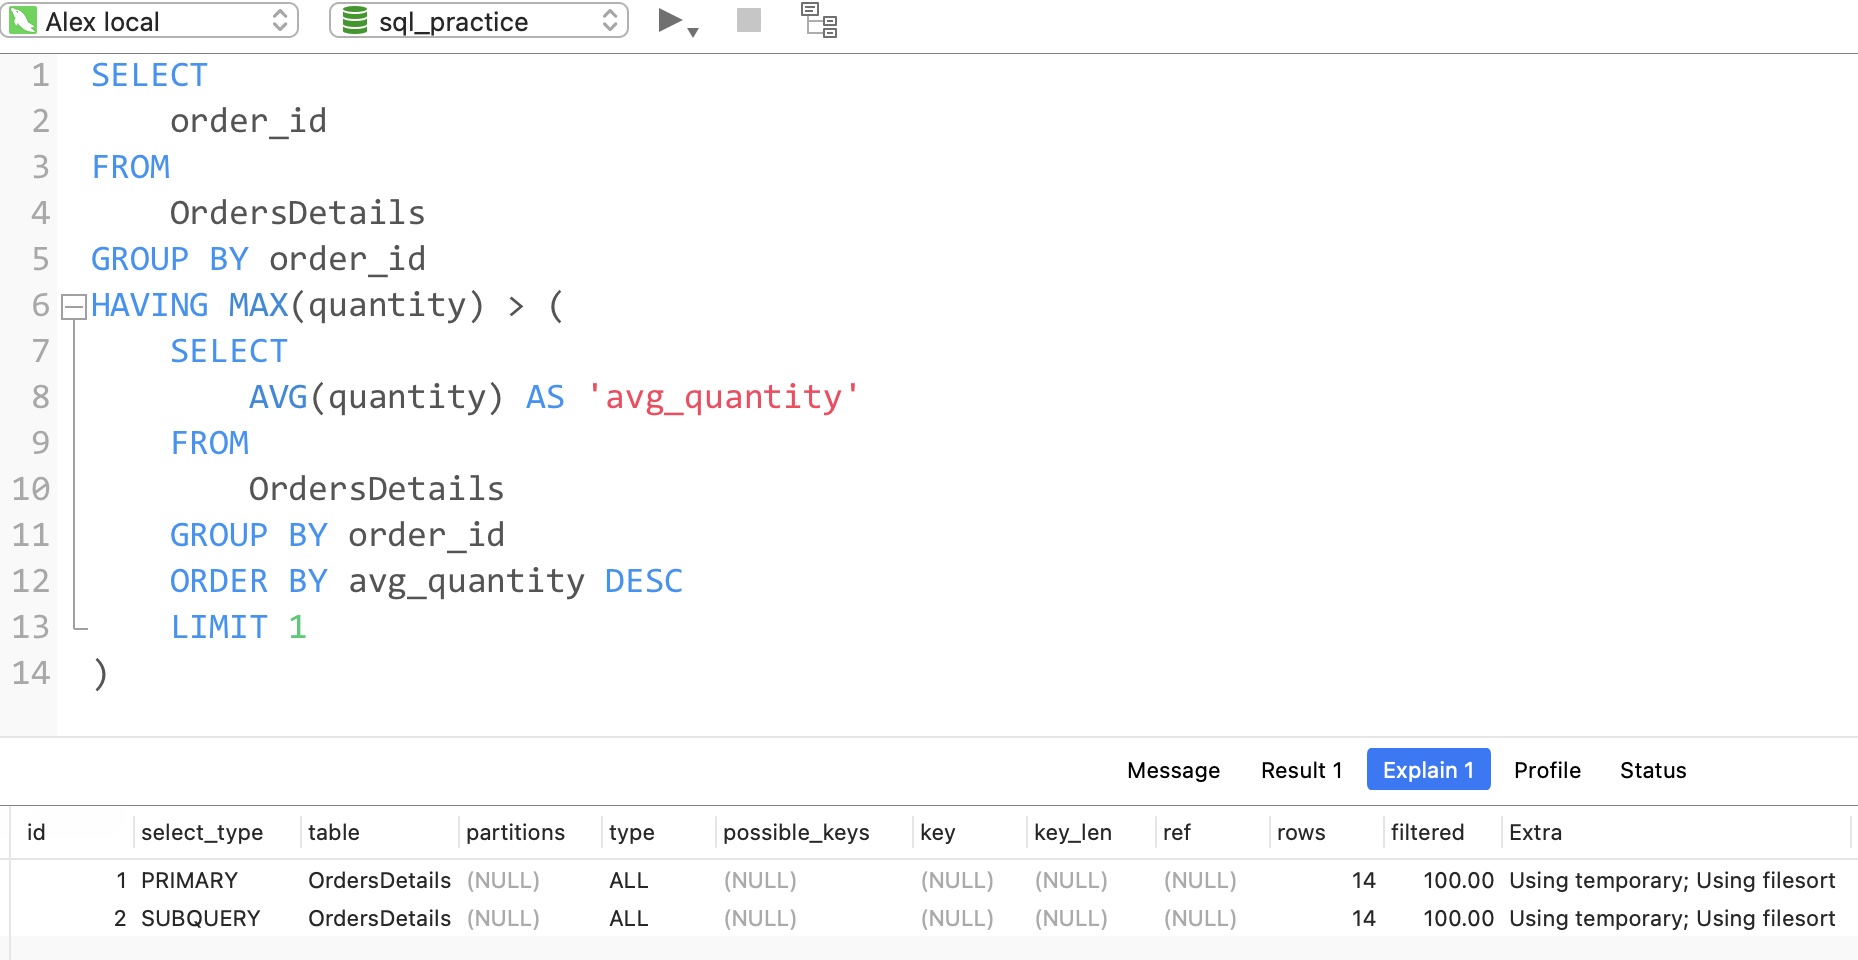 Alex local sql_practice
1 SELECT
2 order_id
3 FROM
4 OrdersDetails
5 GROUP BY order_id
6 HAVING MAX(quantity) > (
7 SELECT
8 AVG(quantity) AS 'avg_quantity'
9 FROM
10 OrdersDetails
11 GROUP BY order_id
12 ORDER BY avg_quantity DESC
13 LIMIT 1
14 )
Message Result 1 Explain 1 Profile Status
id select_type table partitions type possible_keys key key_len ref rows filtered Extra
1 PRIMARY OrdersDetails (NULL) ALL (NULL) (NULL) (NULL) (NULL) 14 100.00 Using temporary; Using filesort
2 SUBQUERY OrdersDetails (NULL) ALL (NULL) (NULL) (NULL) (NULL) 14 100.00 Using temporary; Using filesort